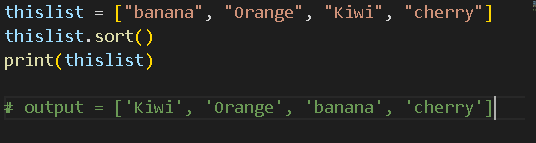 thislist = ["banana", "Orange", "Kiwi", "cherry"]
thislist.sort()
print(thislist)
# output = ['Kiwi', 'Orange', 'banana', 'cherry']